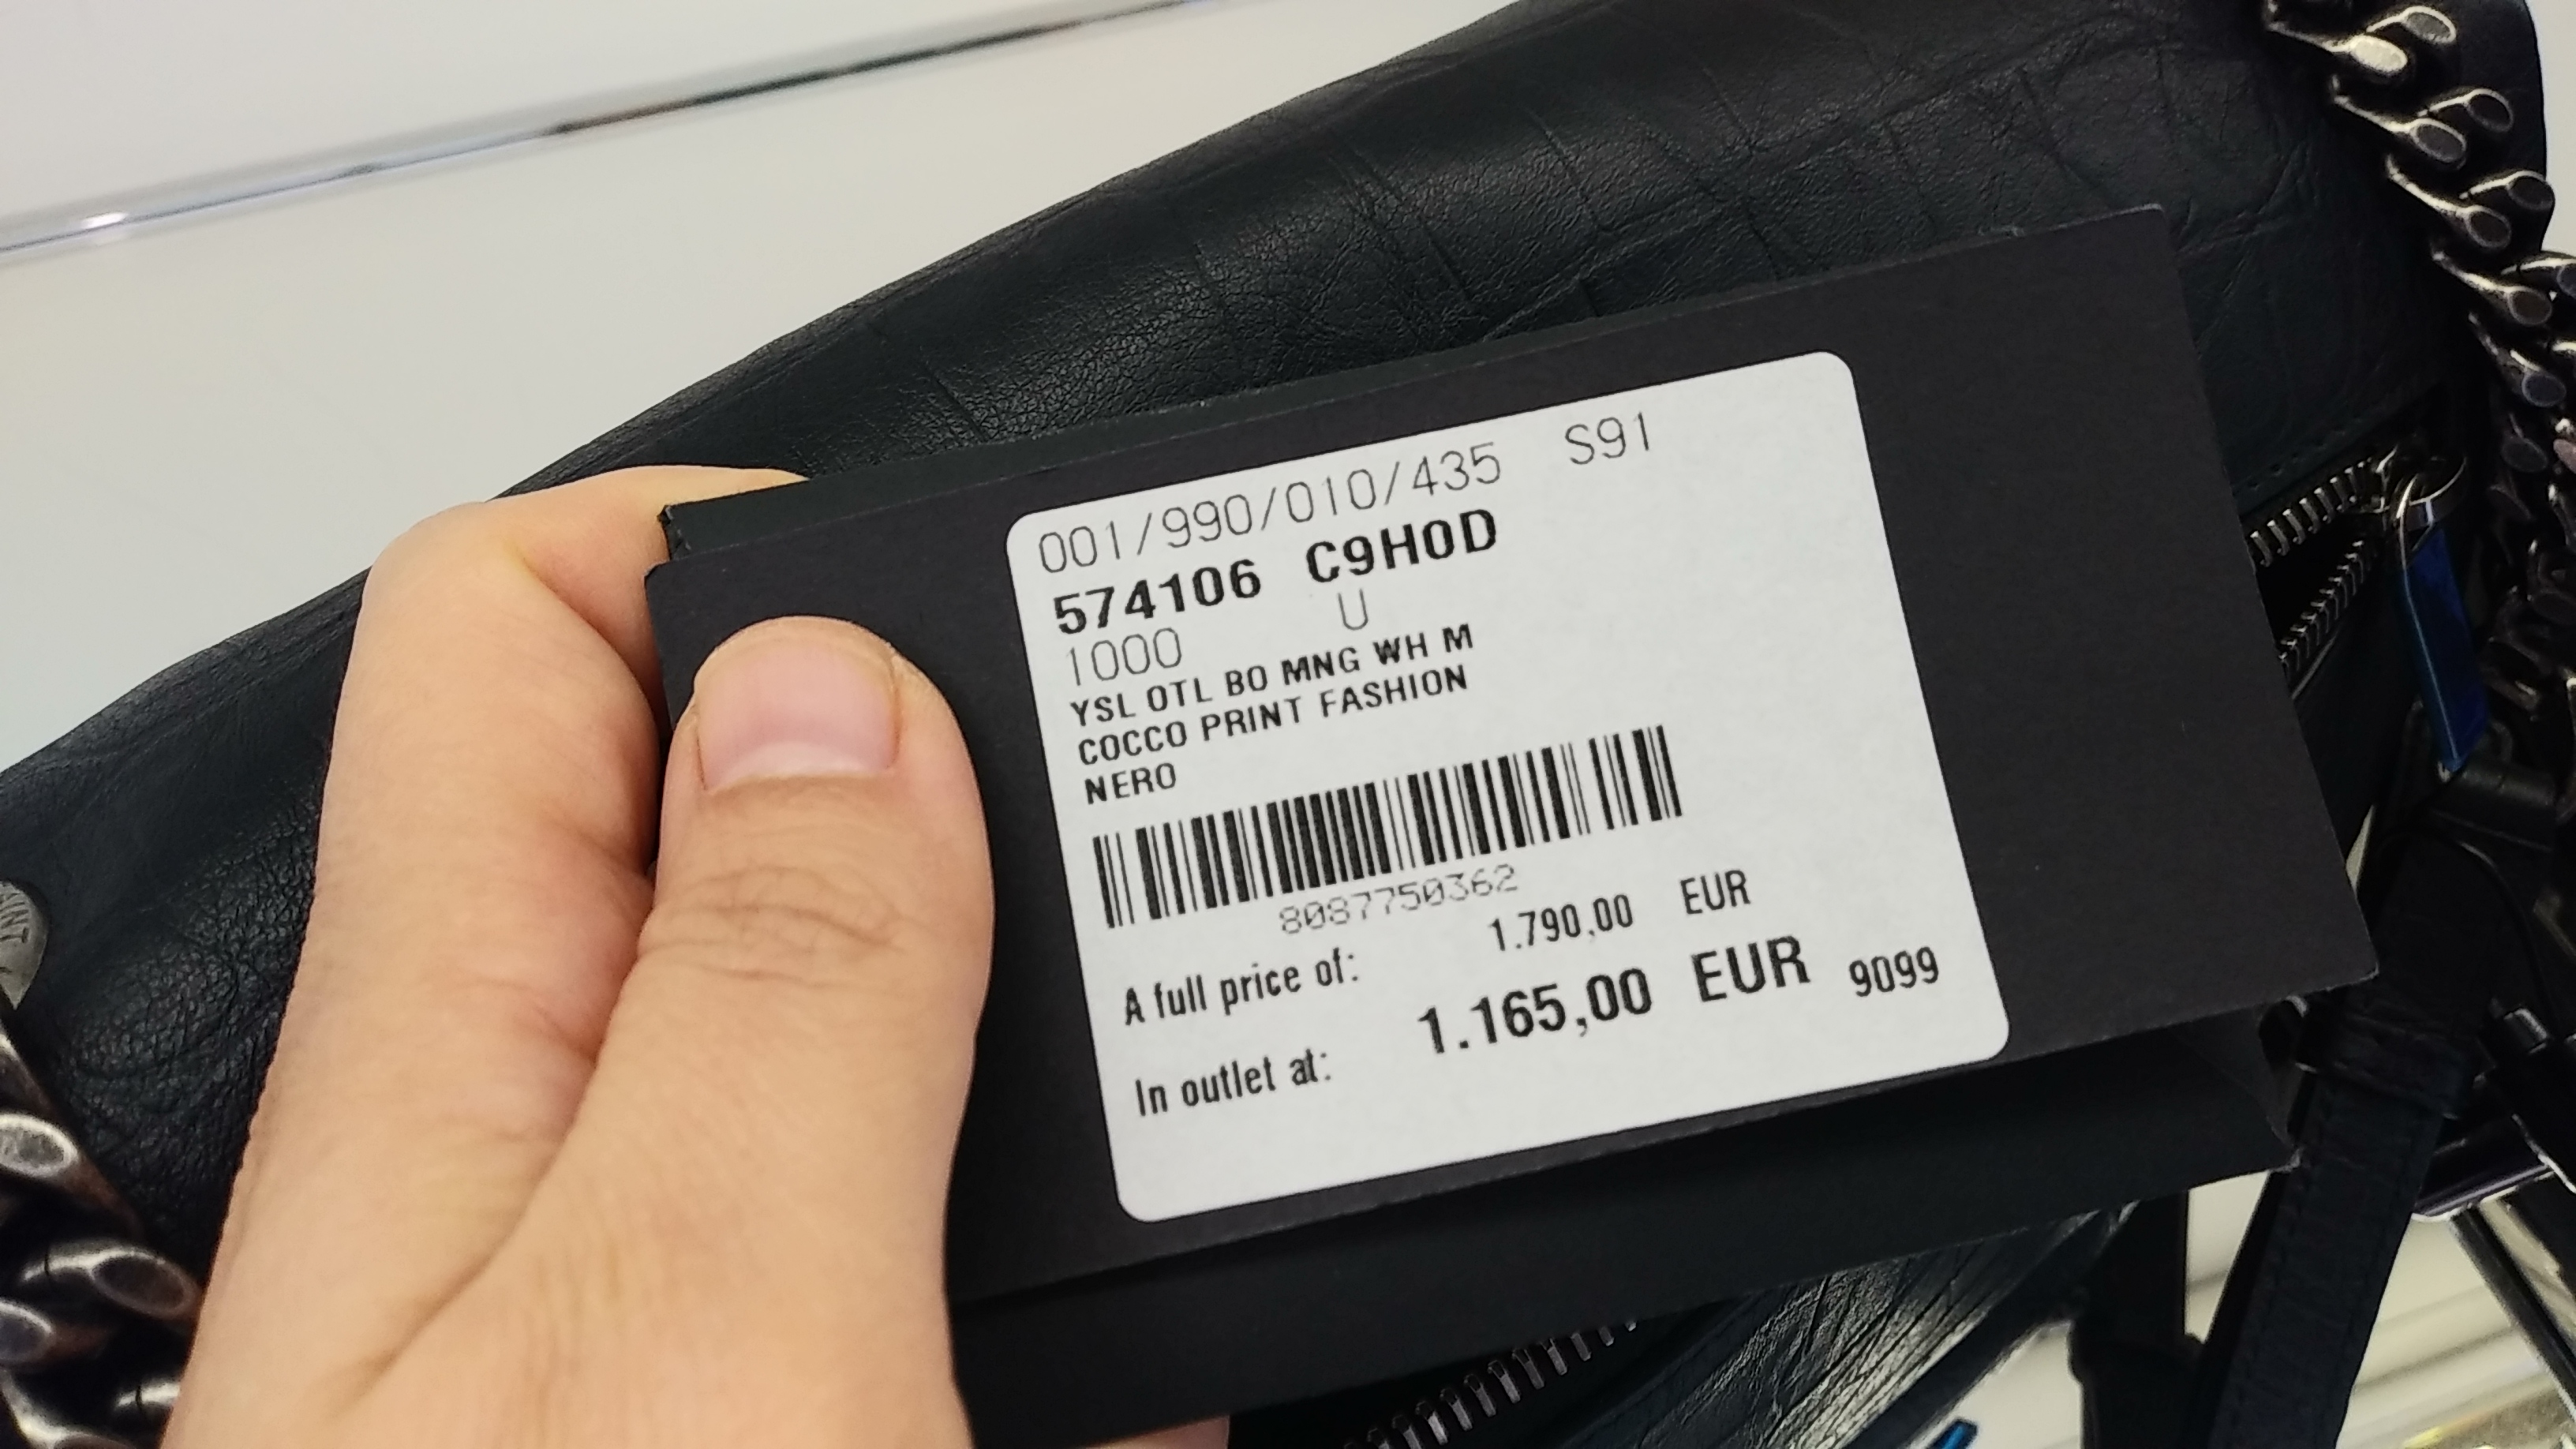 001/990/010/435 S91
574106 C9H0D
1000 U
YSL OTL BO MNG WH M
COCCO PRINT FASHION
NERO
8087750362
A full price of: 1.790,00 EUR
In outlet at: 1.165,00 EUR 9099